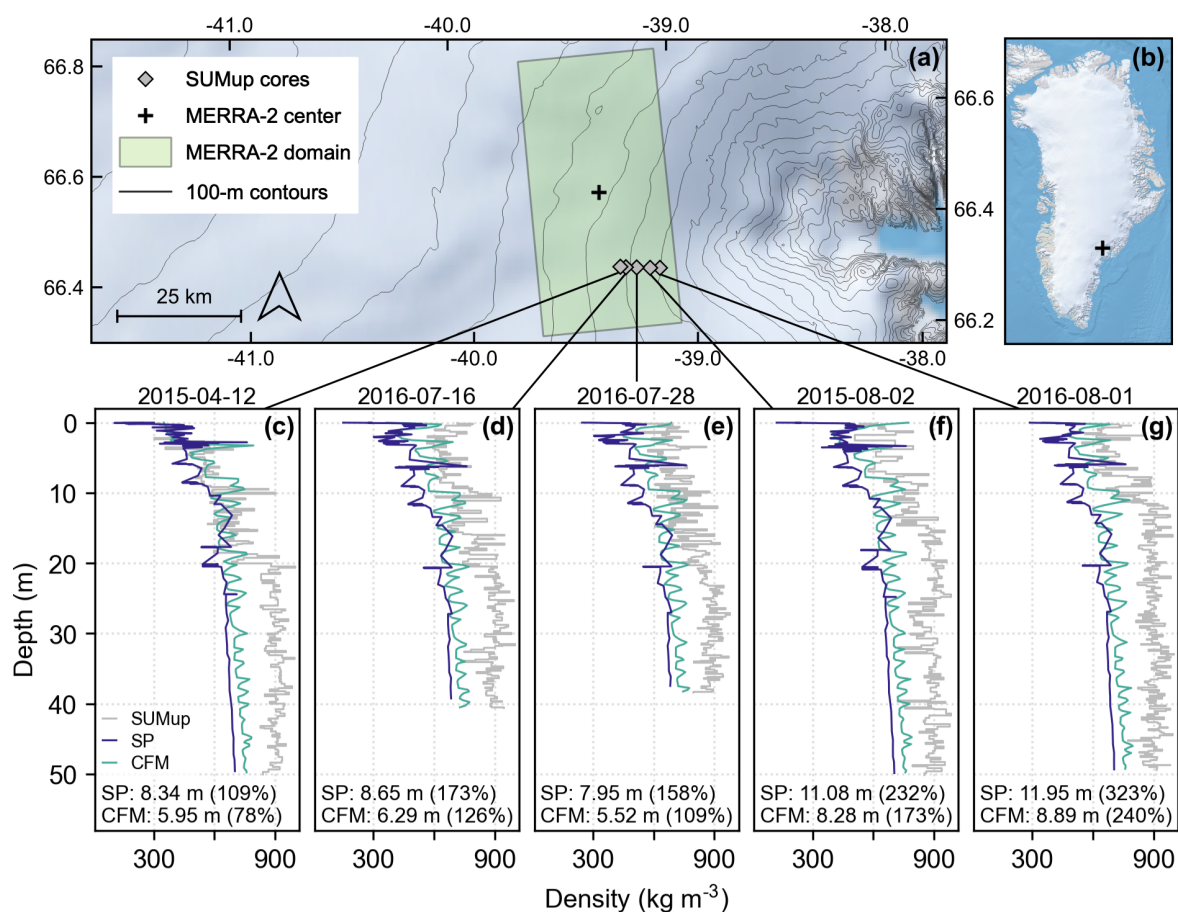 -41.0 -40.0 -39.0 -38.0
(a)
(b)
SUMup cores
MERRA-2 center
MERRA-2 domain
100-m contours
66.8
66.6
66.4
66.6
66.4
66.2
25 km
-41.0 -40.0 -39.0 -38.0
2015-04-12 2016-07-16 2016-07-28 2015-08-02 2016-08-01
(c) (d) (e) (f) (g)
0
10
20
30
40
50
Depth (m)
SUMup
SP
CFM
SP: 8.34 m (109%)
CFM: 5.95 m (78%)
SP: 8.65 m (173%)
CFM: 6.29 m (126%)
SP: 7.95 m (158%)
CFM: 5.52 m (109%)
SP: 11.08 m (232%)
CFM: 8.28 m (173%)
SP: 11.95 m (323%)
CFM: 8.89 m (240%)
300 900 300 900 300 900 300 900 300 900
Density (kg m⁻³)